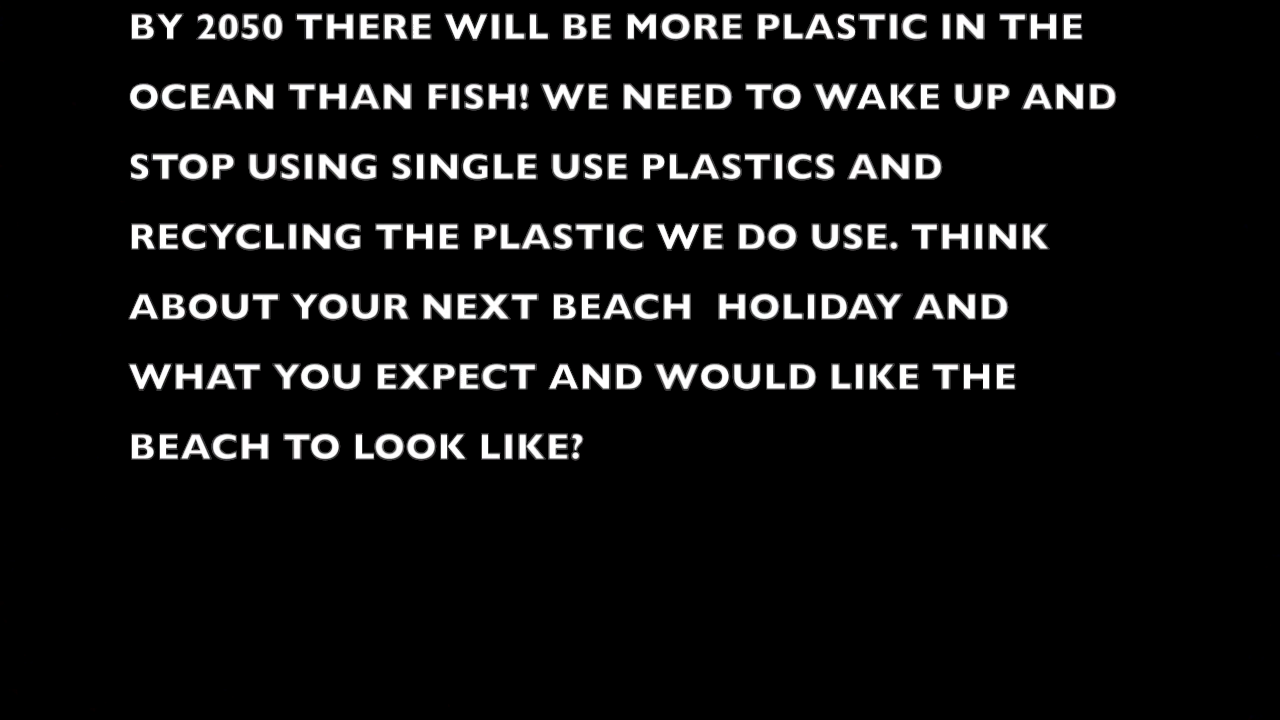 BY 2050 THERE WILL BE MORE PLASTIC IN THE
OCEAN THAN FISH! WE NEED TO WAKE UP AND
STOP USING SINGLE USE PLASTICS AND
RECYCLING THE PLASTIC WE DO USE. THINK
ABOUT YOUR NEXT BEACH  HOLIDAY AND
WHAT YOU EXPECT AND WOULD LIKE THE
BEACH TO LOOK LIKE?